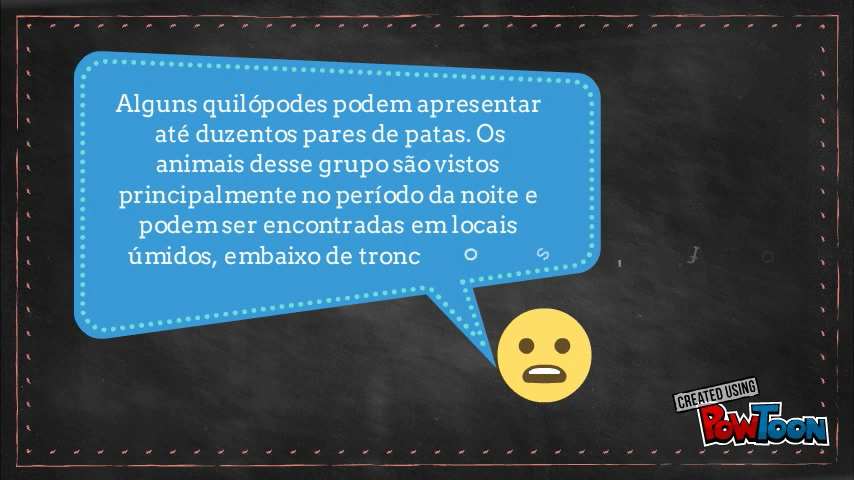 Alguns quilópodes podem apresentar
até duzentos pares de patas. Os
animais desse grupo são vistos
principalmente no período da noite e
podem ser encontradas em locais
úmidos, embaixo de tronc o s , f o
CREATED USING
POWTOON